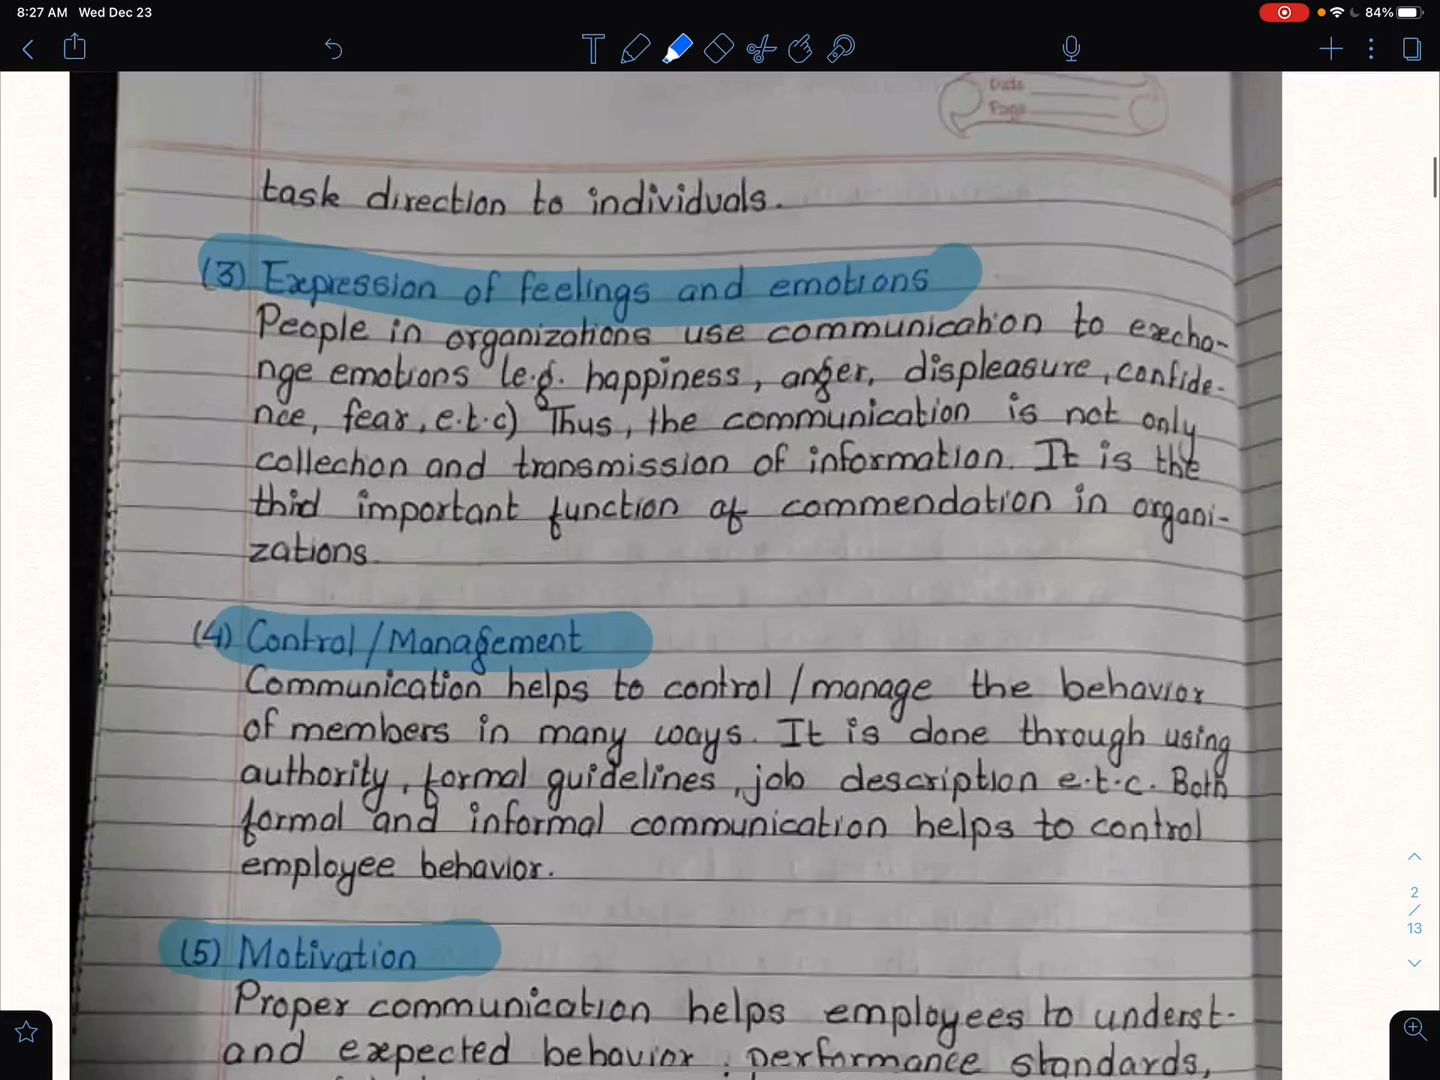 8:27 AM Wed Dec 23
84%
Date
Page
task direction to individuals.
(3) Expression of feelings and emotions
People in organizations use communication to excha-
nge emotions (e.g. happiness, anger, displeasure, confide-
nce, fear, e.t.c) Thus, the communication is not only
collection and transmission of information. It is the
third important function of commendation in organi-
zations.
(4) Control/Management
Communication helps to control/manage the behavior
of members in many ways. It is done through using
authority, formal guidelines, job description e.t.c. Both
formal and informal communication helps to control
employee behavior.
(5) Motivation
Proper communication helps employees to underst-
and expected behavior, performance standards,
2
/
13